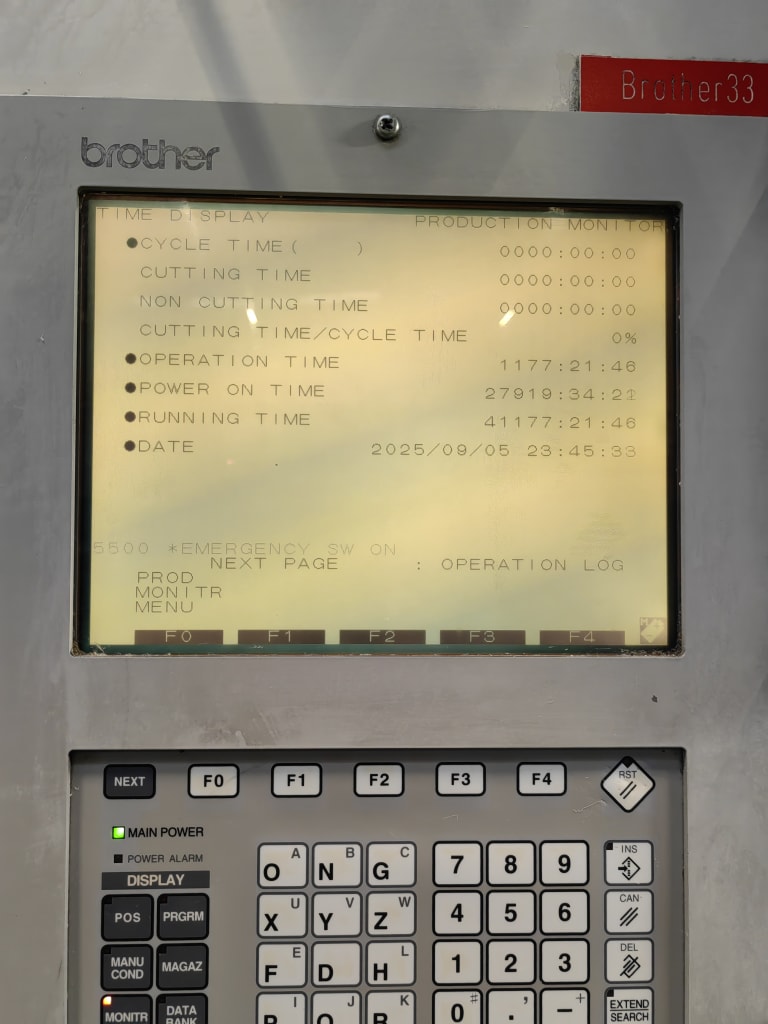 Brother33
brother
TIME DISPLAY PRODUCTION MONITOR
●CYCLE TIME( ) 0000:00:00
CUTTING TIME 0000:00:00
NON CUTTING TIME 0000:00:00
CUTTING TIME/CYCLE TIME 0%
●OPERATION TIME 1177:21:46
●POWER ON TIME 27919:34:21
●RUNNING TIME 41177:21:46
●DATE 2025/09/05 23:45:33
5500 *EMERGENCY SW ON
NEXT PAGE : OPERATION LOG
PROD
MONITR
MENU
F0 F1 F2 F3 F4
NEXT F0 F1 F2 F3 F4 RST
MAIN POWER
POWER ALARM
DISPLAY
O A N B G C 7 8 9 INS
POS PRGRM
X U Y V Z W 4 5 6 CAN
MANU COND MAGAZ
F E D H L 1 2 3 DEL
MONITR DATA BANK
I J K 0 # . , − + EXTEND SEARCH